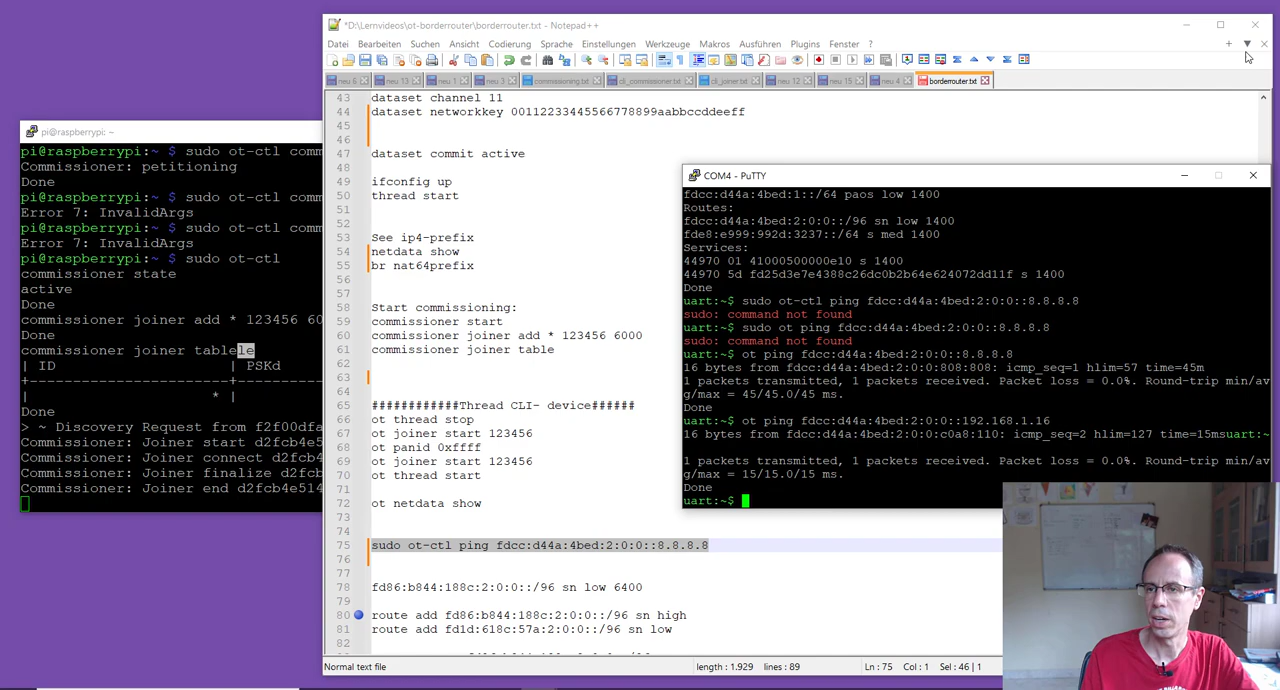 *D:\Lernvideos\ot-borderrouter\borderrouter.txt - Notepad++
Datei Bearbeiten Suchen Ansicht Codierung Sprache Einstellungen Werkzeuge Makros Ausführen Plugins Fenster ?
neu 6 neu 13 neu 1 neu 3 commissioning.txt cli_commissioner.txt cli_joiner.txt neu 12 neu 15 neu 4 borderrouter.txt
43 dataset channel 11
44 dataset networkkey 00112233445566778899aabbccddeeff
45
46
47 dataset commit active
48
49 ifconfig up
50 thread start
51
52
53 See ip4-prefix
54 netdata show
55 br nat64prefix
56
57
58 Start commissioning:
59 commissioner start
60 commissioner joiner add * 123456 6000
61 commissioner joiner table
62
63
64
65 ############Thread CLI- device######
66 ot thread stop
67 ot joiner start 123456
68 ot panid 0xffff
69 ot joiner start 123456
70 ot thread start
71
72 ot netdata show
73
74
75 sudo ot-ctl ping fdcc:d44a:4bed:2:0:0::8.8.8.8
76
77
78 fd86:b844:188c:2:0:0::/96 sn low 6400
79
80 route add fd86:b844:188c:2:0:0::/96 sn high
81 route add fd1d:618c:57a:2:0:0::/96 sn low
82
Normal text file length : 1.929 lines : 89 Ln : 75 Col : 1 Sel : 46 | 1
pi@raspberrypi: ~
pi@raspberrypi:~ $ sudo ot-ctl comm
Commissioner: petitioning
Done
pi@raspberrypi:~ $ sudo ot-ctl comm
Error 7: InvalidArgs
pi@raspberrypi:~ $ sudo ot-ctl comm
Error 7: InvalidArgs
pi@raspberrypi:~ $ sudo ot-ctl
commissioner state
active
Done
commissioner joiner add * 123456 60
Done
commissioner joiner tablele
| ID | PSKd
+-----------------------+--------
| * |
Done
> ~ Discovery Request from f2f00dfa
Commissioner: Joiner start d2fcb4e5
Commissioner: Joiner connect d2fcb4
Commissioner: Joiner finalize d2fcb
Commissioner: Joiner end d2fcb4e514
COM4 - PuTTY
fdcc:d44a:4bed:1::/64 paos low 1400
Routes:
fdcc:d44a:4bed:2:0:0::/96 sn low 1400
fde8:e999:992d:3237::/64 s med 1400
Services:
44970 01 41000500000e10 s 1400
44970 5d fd25d3e7e4388c26dc0b2b64e624072dd11f s 1400
Done
uart:~$ sudo ot-ctl ping fdcc:d44a:4bed:2:0:0::8.8.8.8
sudo: command not found
uart:~$ sudo ot ping fdcc:d44a:4bed:2:0:0::8.8.8.8
sudo: command not found
uart:~$ ot ping fdcc:d44a:4bed:2:0:0::8.8.8.8
16 bytes from fdcc:d44a:4bed:2:0:0:808:808: icmp_seq=1 hlim=57 time=45m
1 packets transmitted, 1 packets received. Packet loss = 0.0%. Round-trip min/av
g/max = 45/45.0/45 ms.
Done
uart:~$ ot ping fdcc:d44a:4bed:2:0:0::192.168.1.16
16 bytes from fdcc:d44a:4bed:2:0:0:c0a8:110: icmp_seq=2 hlim=127 time=15msuart:~
1 packets transmitted, 1 packets received. Packet loss = 0.0%. Round-trip min/av
g/max = 15/15.0/15 ms.
Done
uart:~$